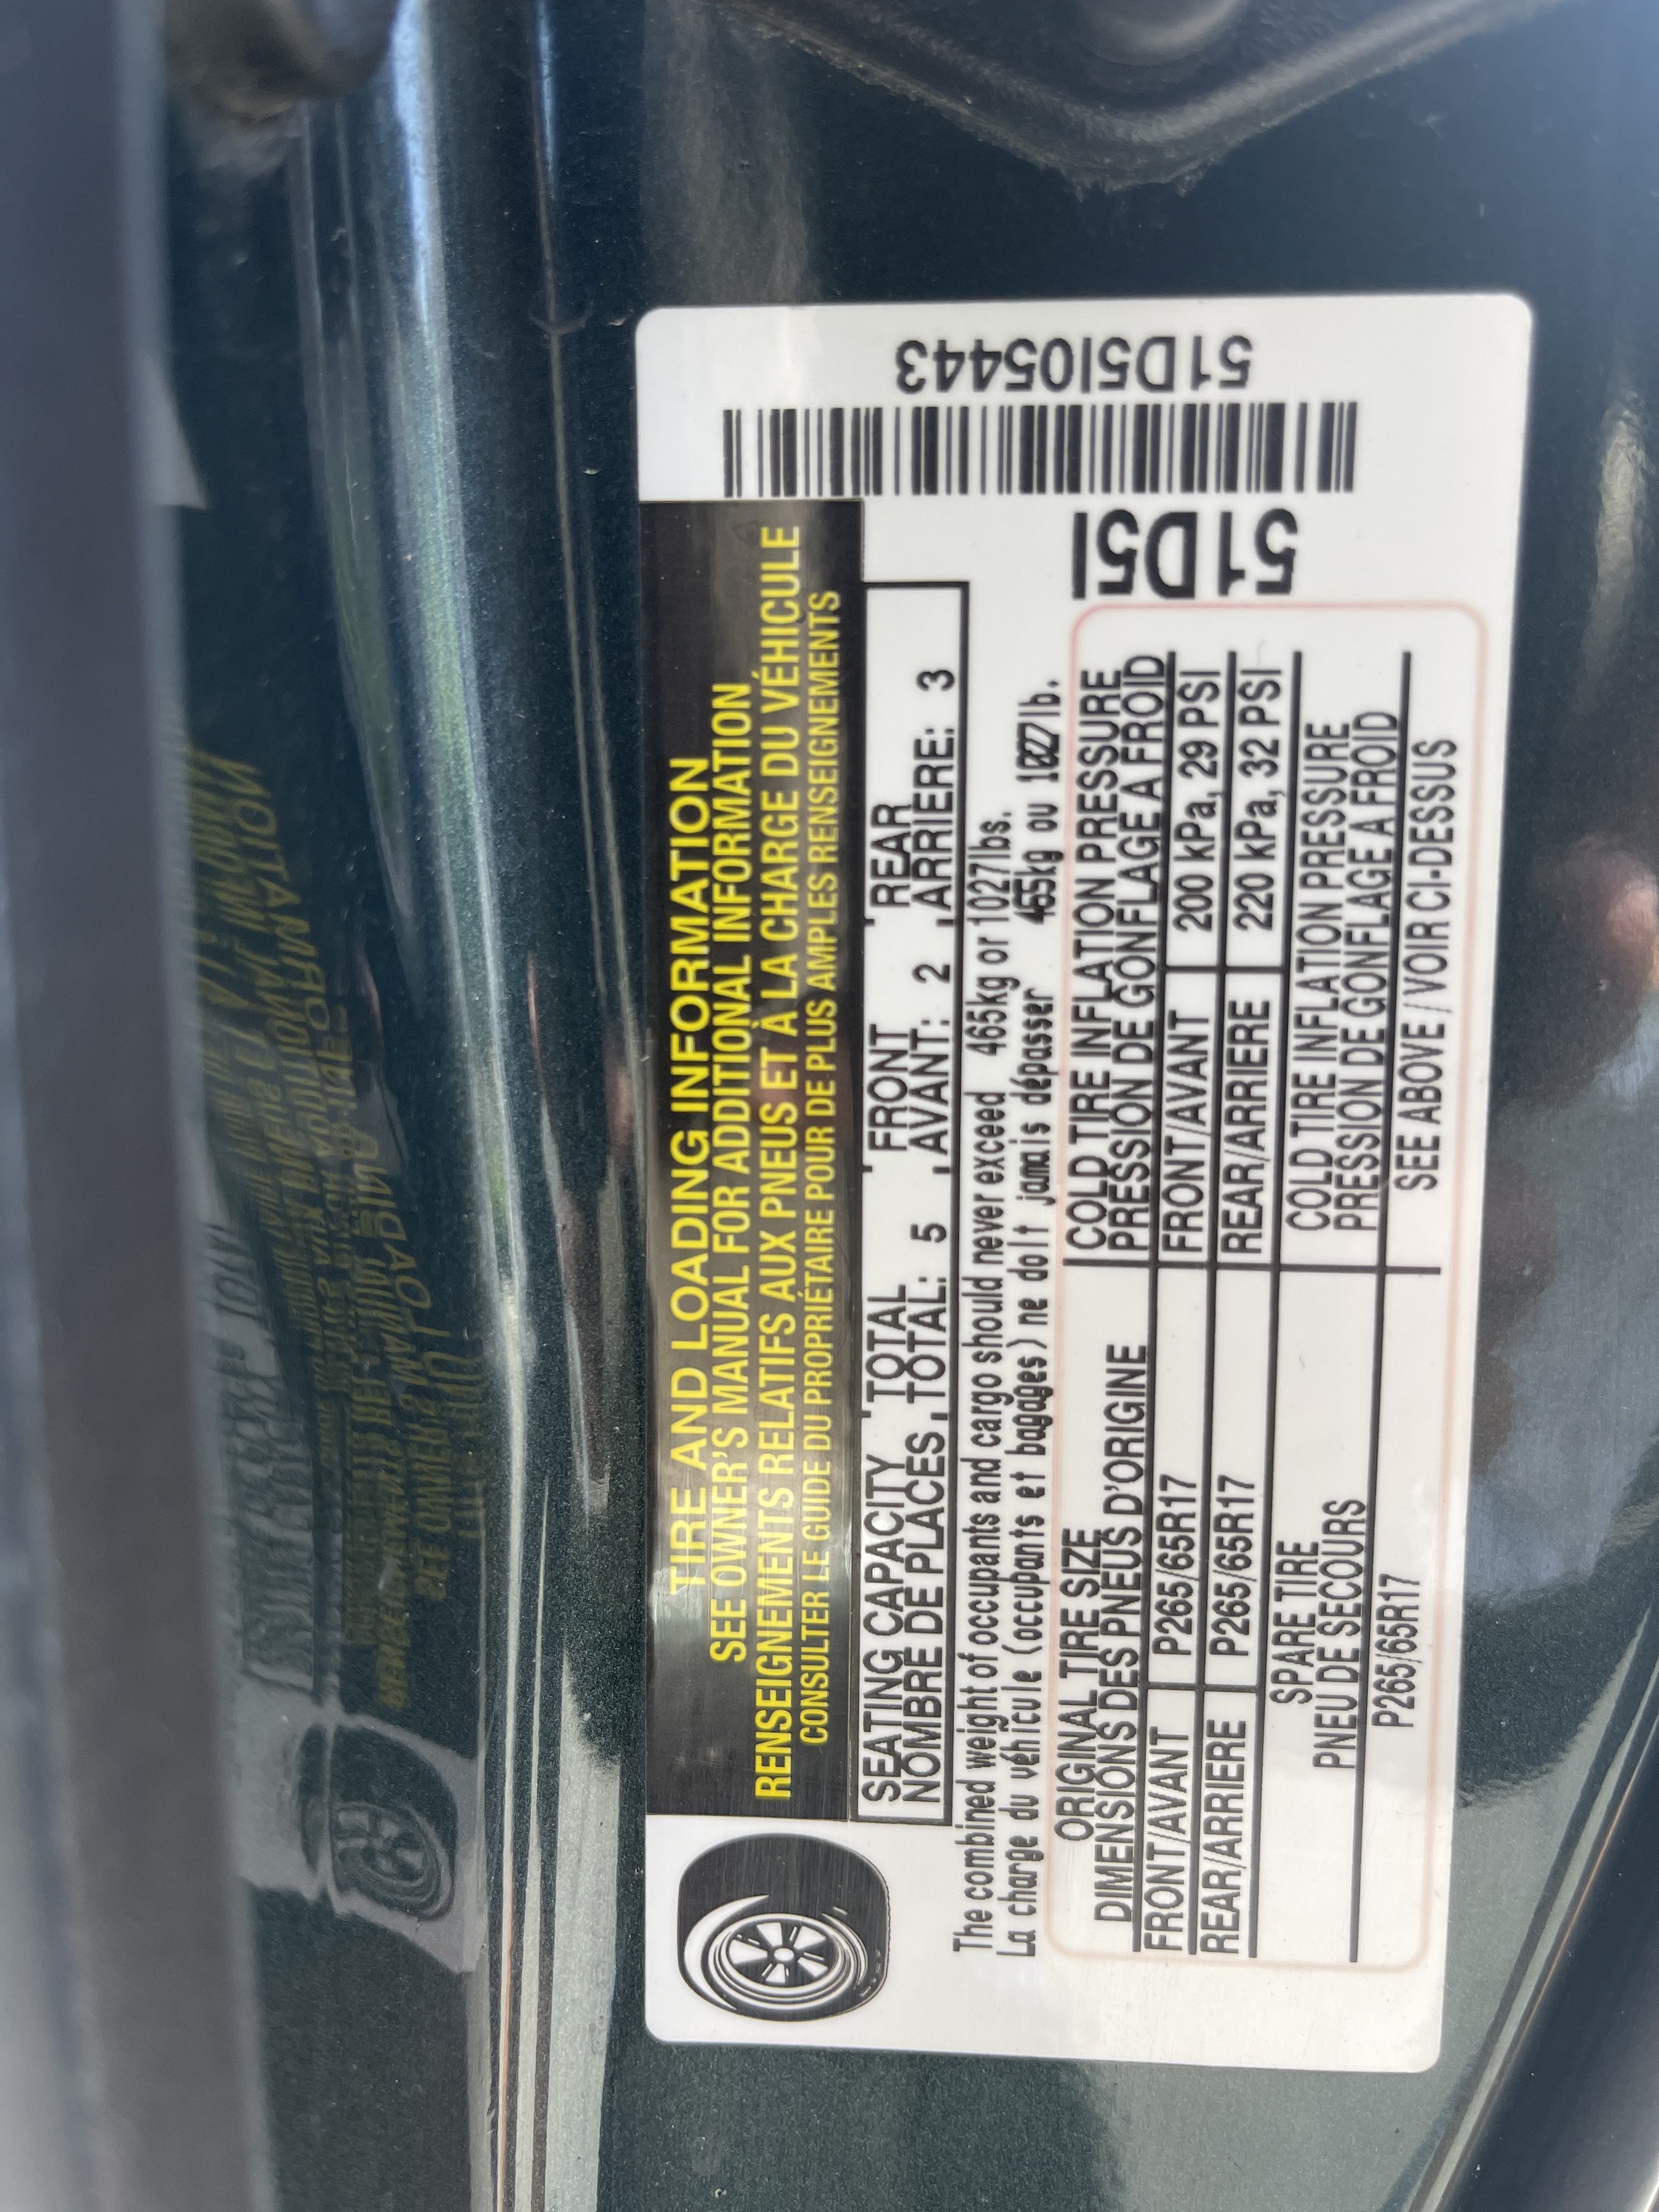 TIRE AND LOADING INFORMATION
SEE OWNER'S MANUAL FOR ADDITIONAL INFORMATION
RENSEIGNEMENTS RELATIFS AUX PNEUS ET À LA CHARGE DU VÉHICULE
CONSULTER LE GUIDE DU PROPRIÉTAIRE POUR DE PLUS AMPLES RENSEIGNEMENTS
SEATING CAPACITY TOTAL FRONT REAR
NOMBRE DE PLACES TOTAL: 5 AVANT: 2 ARRIÈRE: 3
The combined weight of occupants and cargo should never exceed 465kg or 1027lbs.
La charge du véhicule (occupants et bagages) ne doit jamais dépasser 465kg ou 1027lb.
ORIGINAL TIRE SIZE COLD TIRE INFLATION PRESSURE
DIMENSIONS DES PNEUS D'ORIGINE PRESSION DE GONFLAGE A FROID
FRONT/AVANT P265/65R17 FRONT/AVANT 200 kPa, 29 PSI
REAR/ARRIERE P265/65R17 REAR/ARRIERE 220 kPa, 32 PSI
SPARE TIRE COLD TIRE INFLATION PRESSURE
PNEU DE SECOURS PRESSION DE GONFLAGE A FROID
P265/65R17 SEE ABOVE / VOIR CI-DESSUS
51D5I
51D5I05443